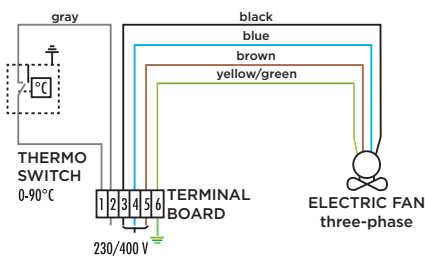 gray
black
blue
brown
yellow/green
°C
THERMO
SWITCH
0-90°C
1 2 3 4 5 6
TERMINAL
BOARD
230/400 V
ELECTRIC FAN
three-phase